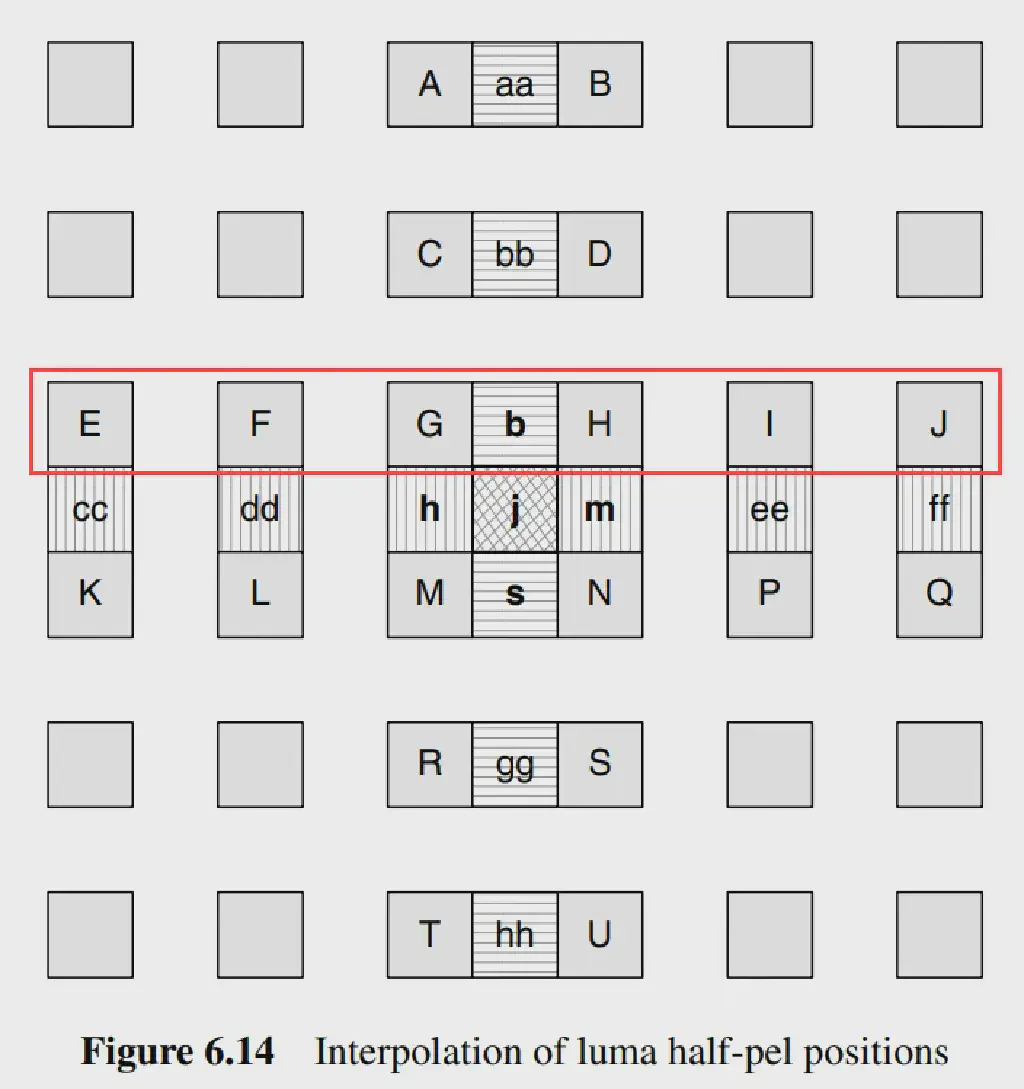 A aa B
C bb D
E F G b H I J
cc dd h j m ee ff
K L M s N P Q
R gg S
T hh U
Figure 6.14 Interpolation of luma half-pel positions